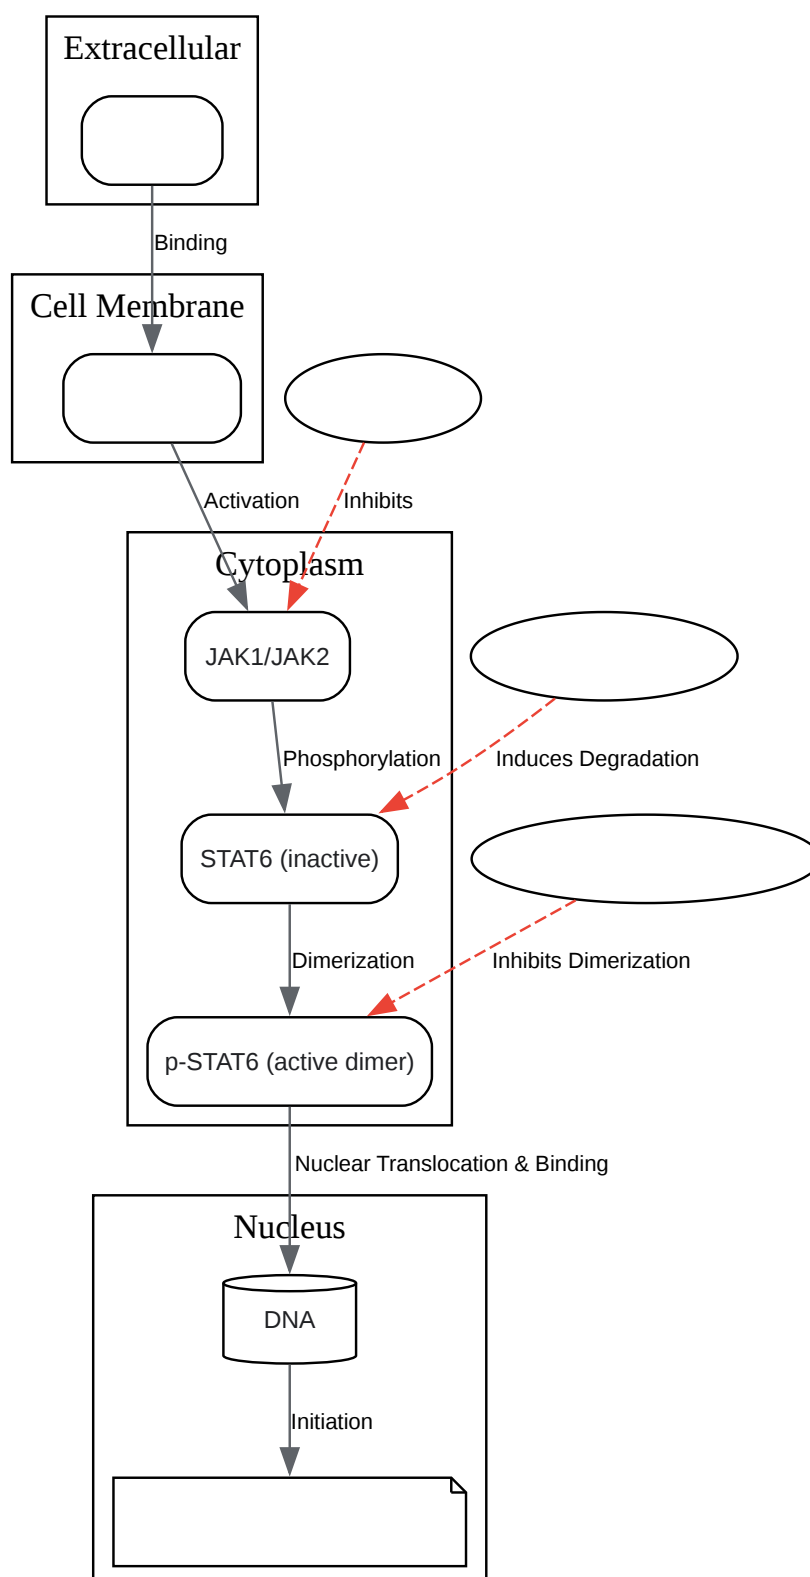 Extracellular
Binding
Cell Membrane
Activation
Inhibits
Cytoplasm
JAK1/JAK2
Phosphorylation
Induces Degradation
STAT6 (inactive)
Dimerization
Inhibits Dimerization
p-STAT6 (active dimer)
Nuclear Translocation & Binding
Nucleus
DNA
Initiation